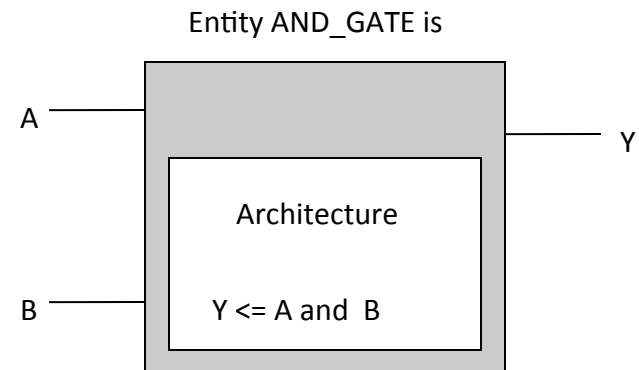 Entity AND_GATE is
A
Y
Architecture
B
Y <= A and  B